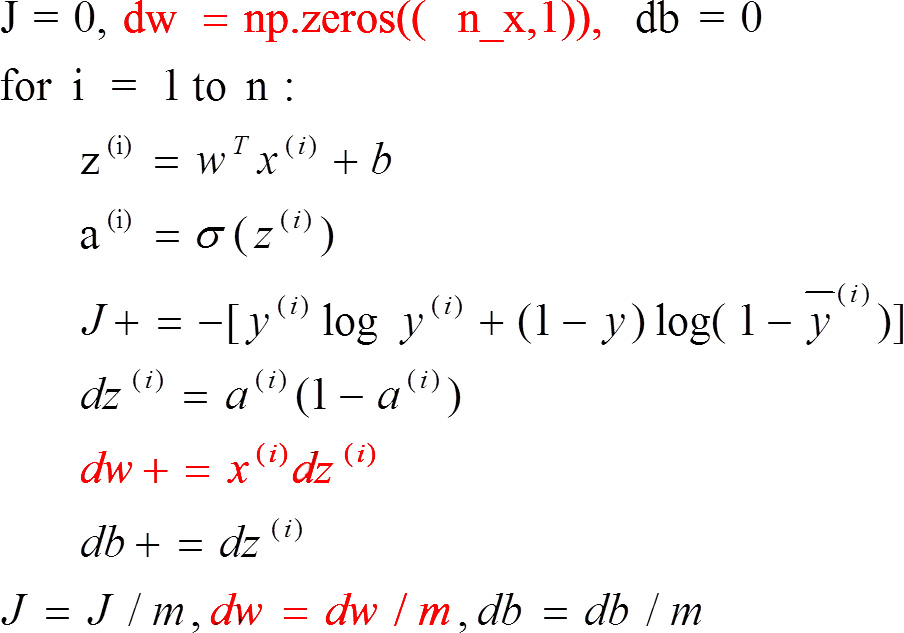 J = 0, dw = np.zeros(( n_x,1)), db = 0
for i = 1 to n :
z⁽ⁱ⁾ = wᵀx⁽ⁱ⁾ + b
a⁽ⁱ⁾ = σ(z⁽ⁱ⁾)
J + = −[y⁽ⁱ⁾ log y⁽ⁱ⁾ + (1 − y) log( 1 − y̅⁽ⁱ⁾)]
dz⁽ⁱ⁾ = a⁽ⁱ⁾(1 − a⁽ⁱ⁾)
dw + = x⁽ⁱ⁾dz⁽ⁱ⁾
db + = dz⁽ⁱ⁾
J = J / m, dw = dw / m, db = db / m